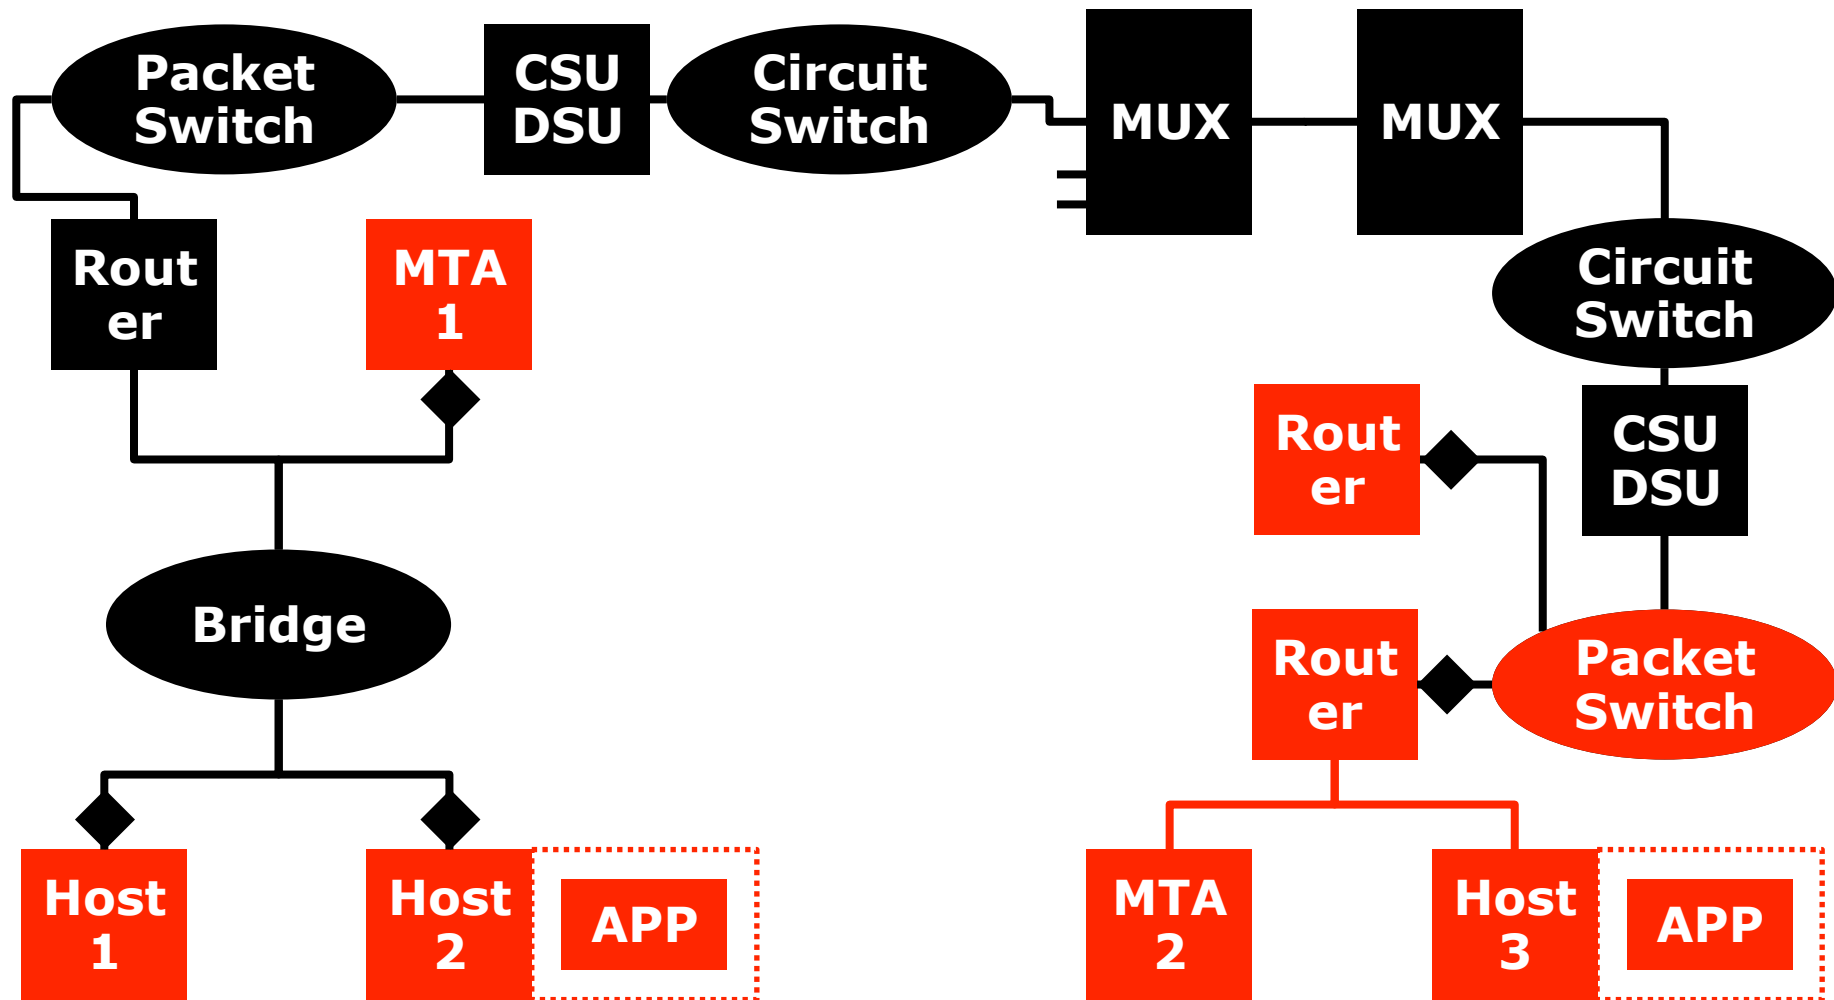 Packet
Switch
CSU
DSU
Circuit
Switch
MUX
MUX
Rout
er
MTA
1
Circuit
Switch
Rout
er
CSU
DSU
Bridge
Rout
er
Packet
Switch
Host
1
Host
2
APP
MTA
2
Host
3
APP